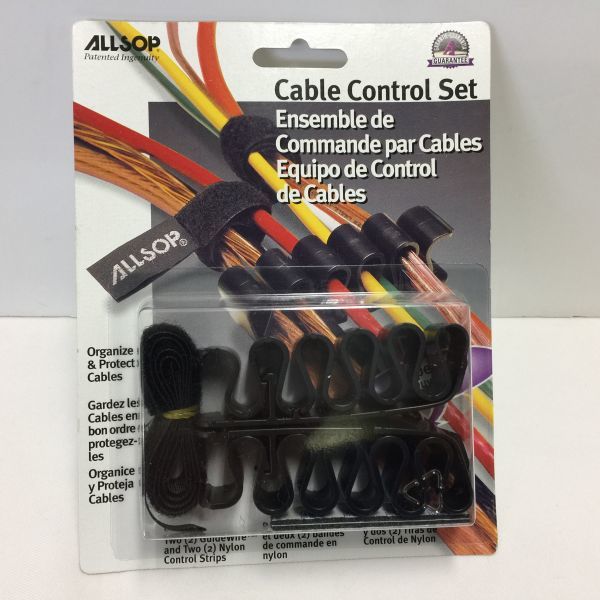 ALLSOP
Patented Ingenuity
GUARANTEE
Cable Control Set
Ensemble de
Commande par Cables
Equipo de Control
de Cables
ALLSOP®
Organize
& Protect
Cables
Gardez les
Cables en
bon ordre
protegez-
les
Organice
y Proteja
Cables
Two (2) GuideWire
and Two (2) Nylon
Control Strips
et deux (2) bandes
de commande en
nylon
y dos (2) Tiras de
Control de Nylon